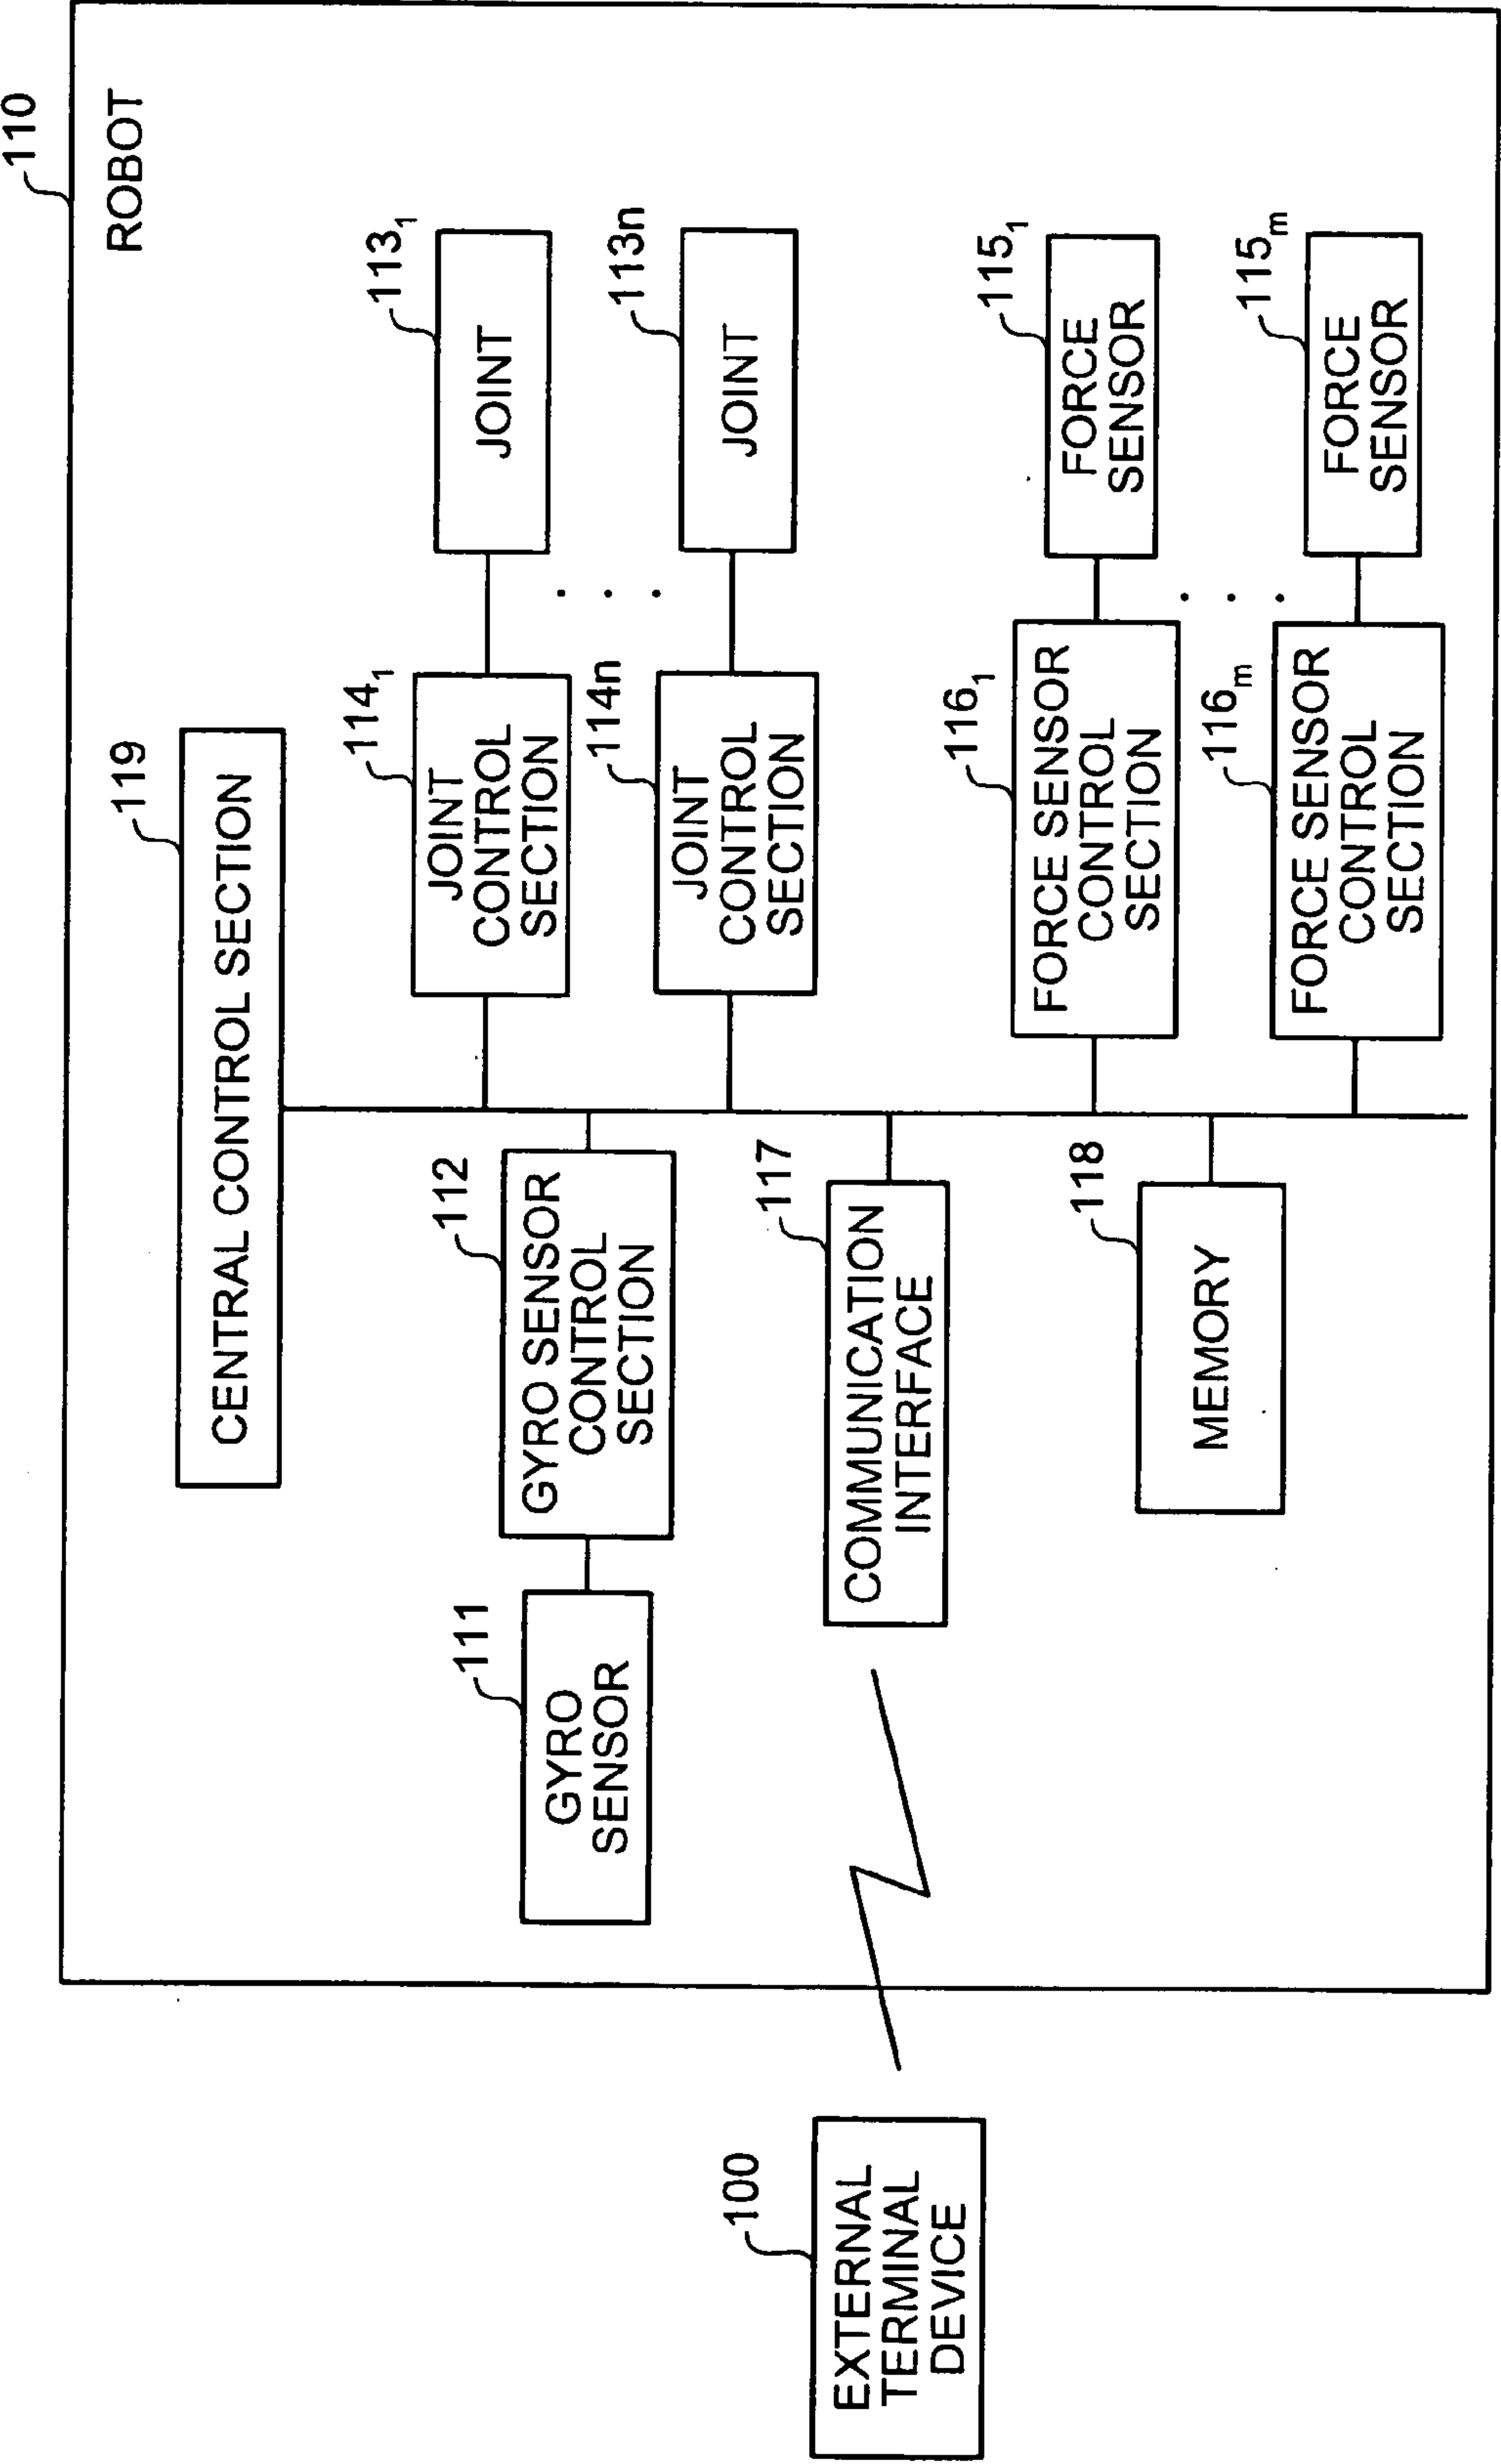 110
ROBOT
119
CENTRAL CONTROL SECTION
114₁
JOINT
CONTROL
SECTION
113₁
JOINT
114n
JOINT
CONTROL
SECTION
113n
JOINT
111
GYRO
SENSOR
112
GYRO SENSOR
CONTROL
SECTION
100
EXTERNAL
TERMINAL
DEVICE
117
COMMUNICATION
INTERFACE
116₁
FORCE SENSOR
CONTROL
SECTION
115₁
FORCE
SENSOR
118
MEMORY
116ₘ
FORCE SENSOR
CONTROL
SECTION
115ₘ
FORCE
SENSOR